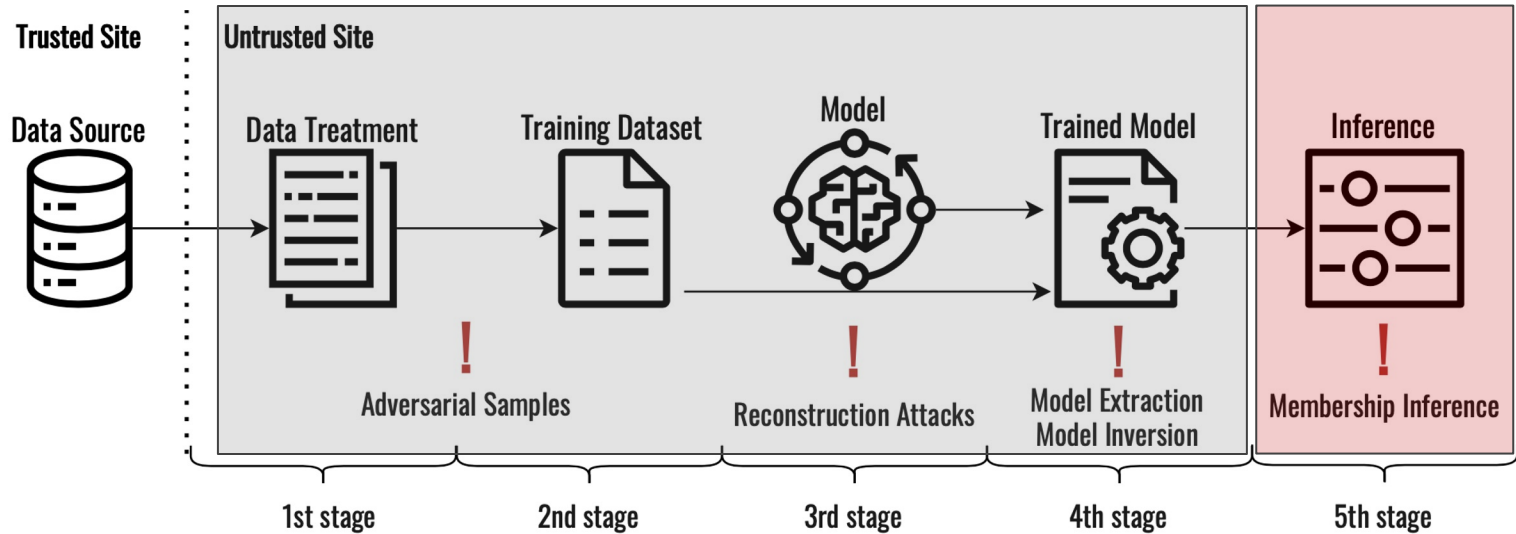 Trusted Site
Untrusted Site
Data Source
Data Treatment
Training Dataset
Model
Trained Model
Inference
!
!
!
!
Adversarial Samples
Reconstruction Attacks
Model Extraction
Model Inversion
Membership Inference
1st stage
2nd stage
3rd stage
4th stage
5th stage